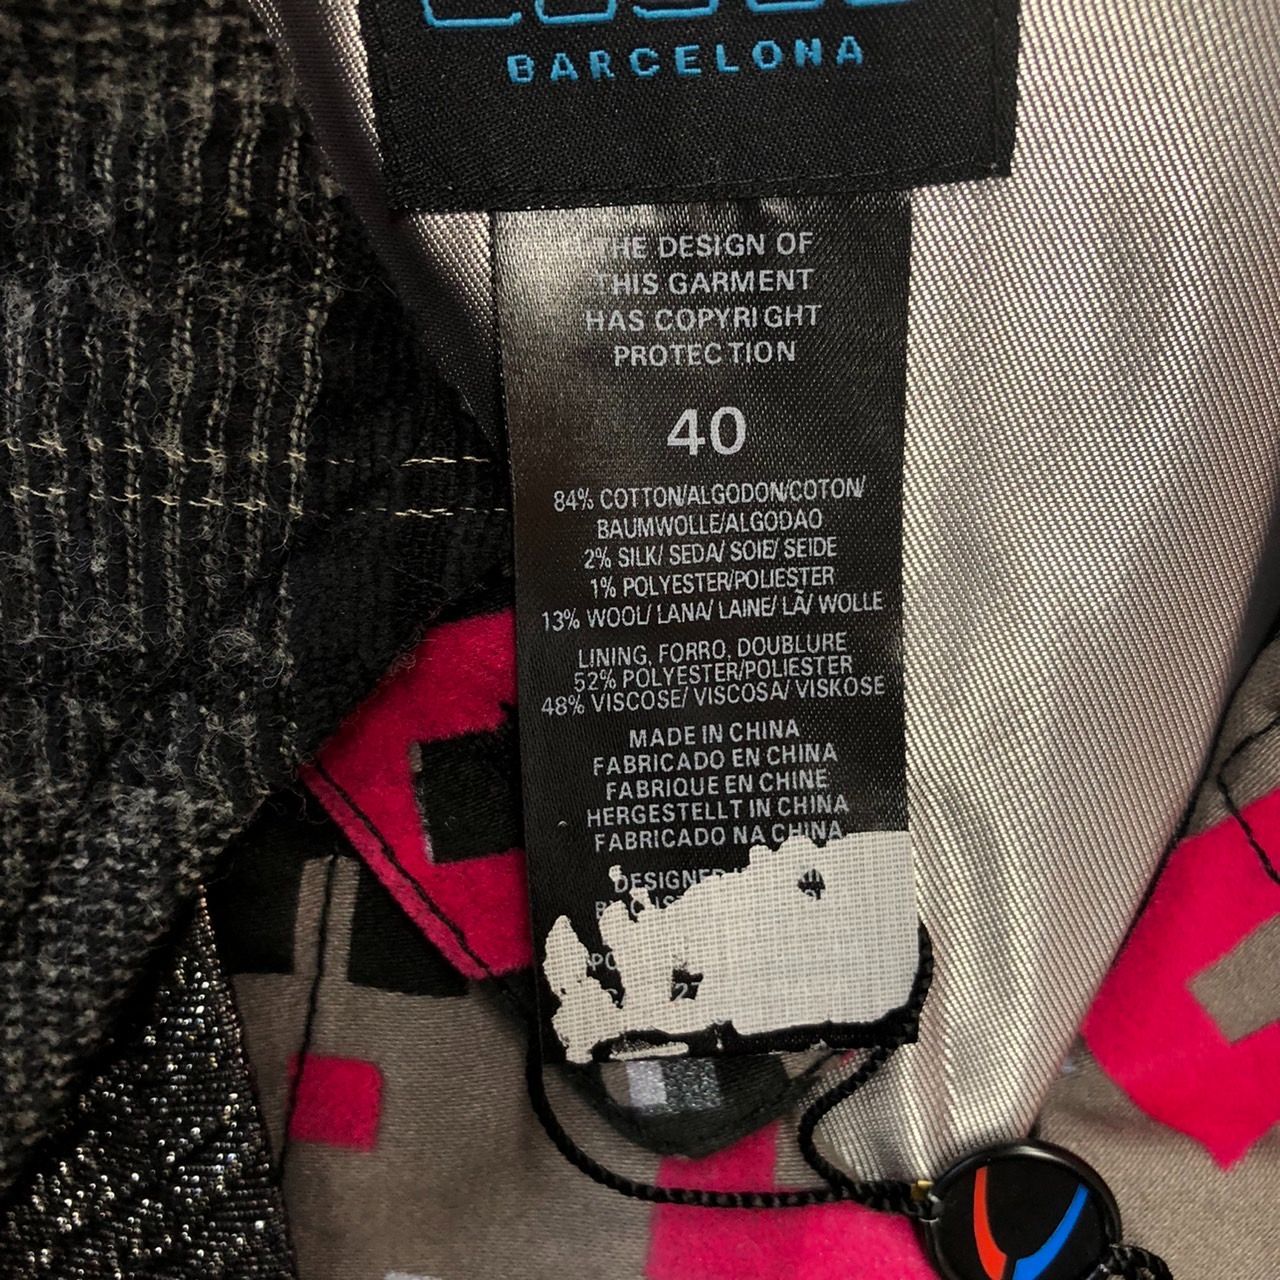 BARCELONA
THE DESIGN OF
THIS GARMENT
HAS COPYRIGHT
PROTECTION
40
84% COTTON/ALGODON/COTON/
BAUMWOLLE/ALGODAO
2% SILK/ SEDA/ SOIE/ SEIDE
1% POLYESTER/POLIESTER
13% WOOL/ LANA/ LAINE/ LÃ/ WOLLE
LINING, FORRO, DOUBLURE
52% POLYESTER/POLIESTER
48% VISCOSE/ VISCOSA/ VISKOSE
MADE IN CHINA
FABRICADO EN CHINA
FABRIQUE EN CHINE
HERGESTELLT IN CHINA
FABRICADO NA CHINA